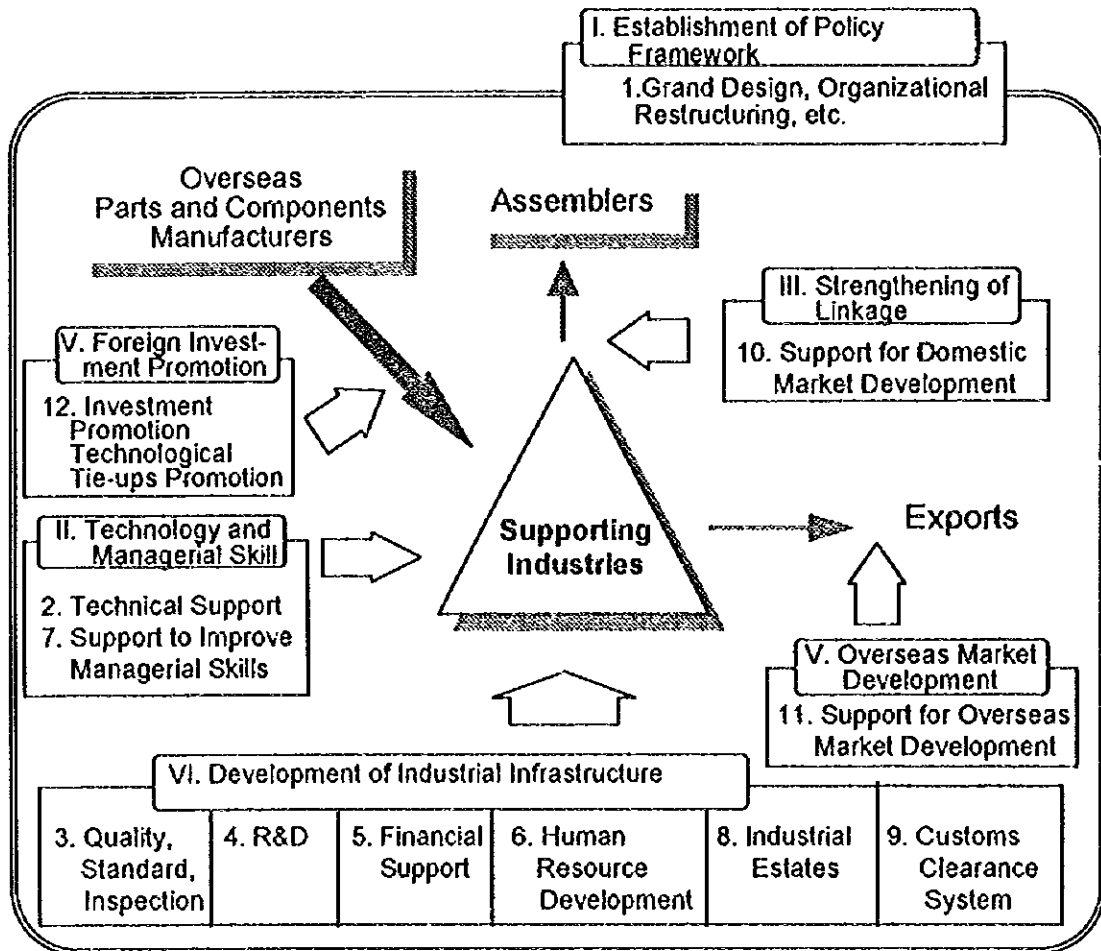 I. Establishment of Policy
Framework
1.Grand Design, Organizational
Restructuring, etc.
Overseas
Parts and Components
Manufacturers
Assemblers
III. Strengthening of
Linkage
10. Support for Domestic
Market Development
V. Foreign Invest-
ment Promotion
12. Investment
Promotion
Technological
Tie-ups Promotion
II. Technology and
Managerial Skill
2. Technical Support
7. Support to Improve
Managerial Skills
Supporting
Industries
Exports
V. Overseas Market
Development
11. Support for Overseas
Market Development
VI. Development of Industrial Infrastructure
3. Quality,
Standard,
Inspection
4. R&D
5. Financial
Support
6. Human
Resource
Development
8. Industrial
Estates
9. Customs
Clearance
System